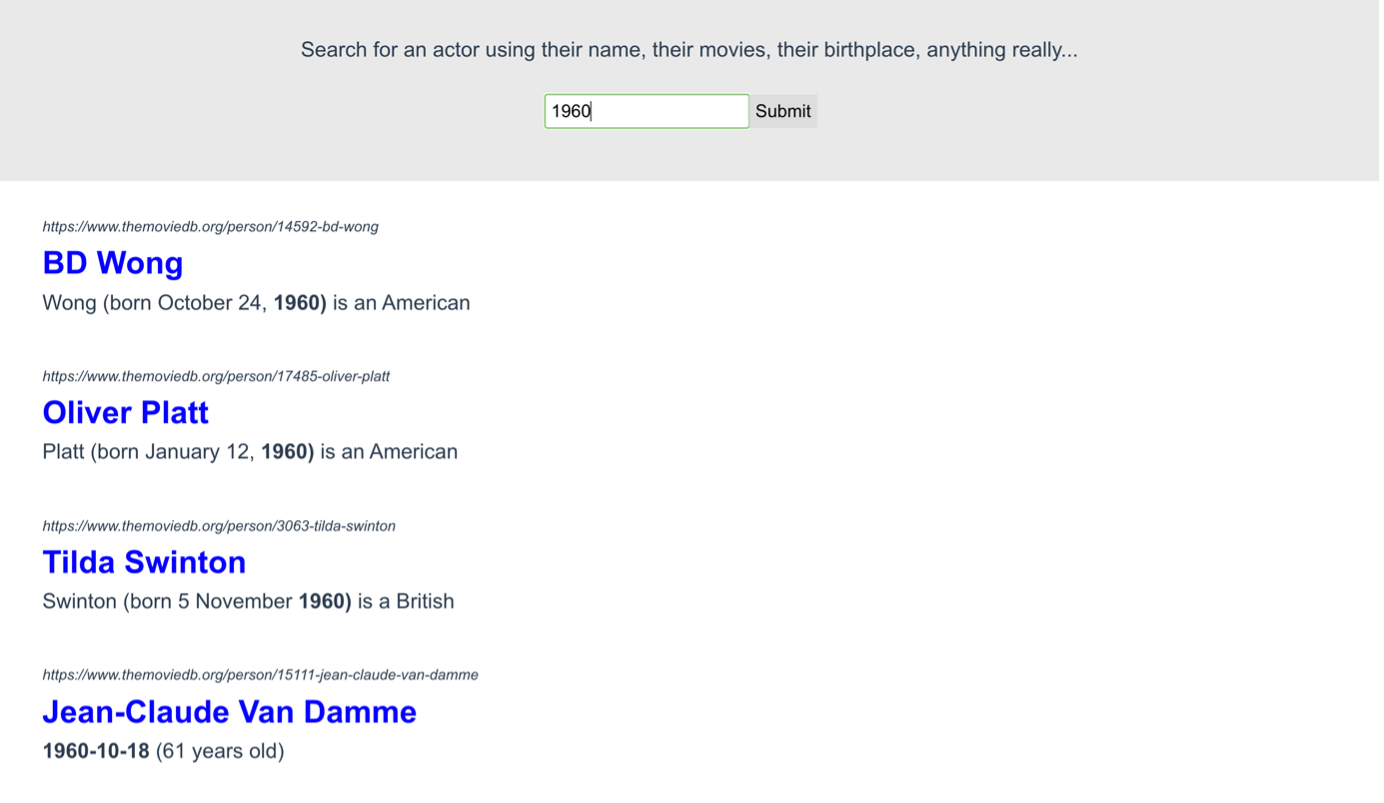 Search for an actor using their name, their movies, their birthplace, anything really...
1960 Submit
https://www.themoviedb.org/person/14592-bd-wong
BD Wong
Wong (born October 24, 1960) is an American
https://www.themoviedb.org/person/17485-oliver-platt
Oliver Platt
Platt (born January 12, 1960) is an American
https://www.themoviedb.org/person/3063-tilda-swinton
Tilda Swinton
Swinton (born 5 November 1960) is a British
https://www.themoviedb.org/person/15111-jean-claude-van-damme
Jean-Claude Van Damme
1960-10-18 (61 years old)